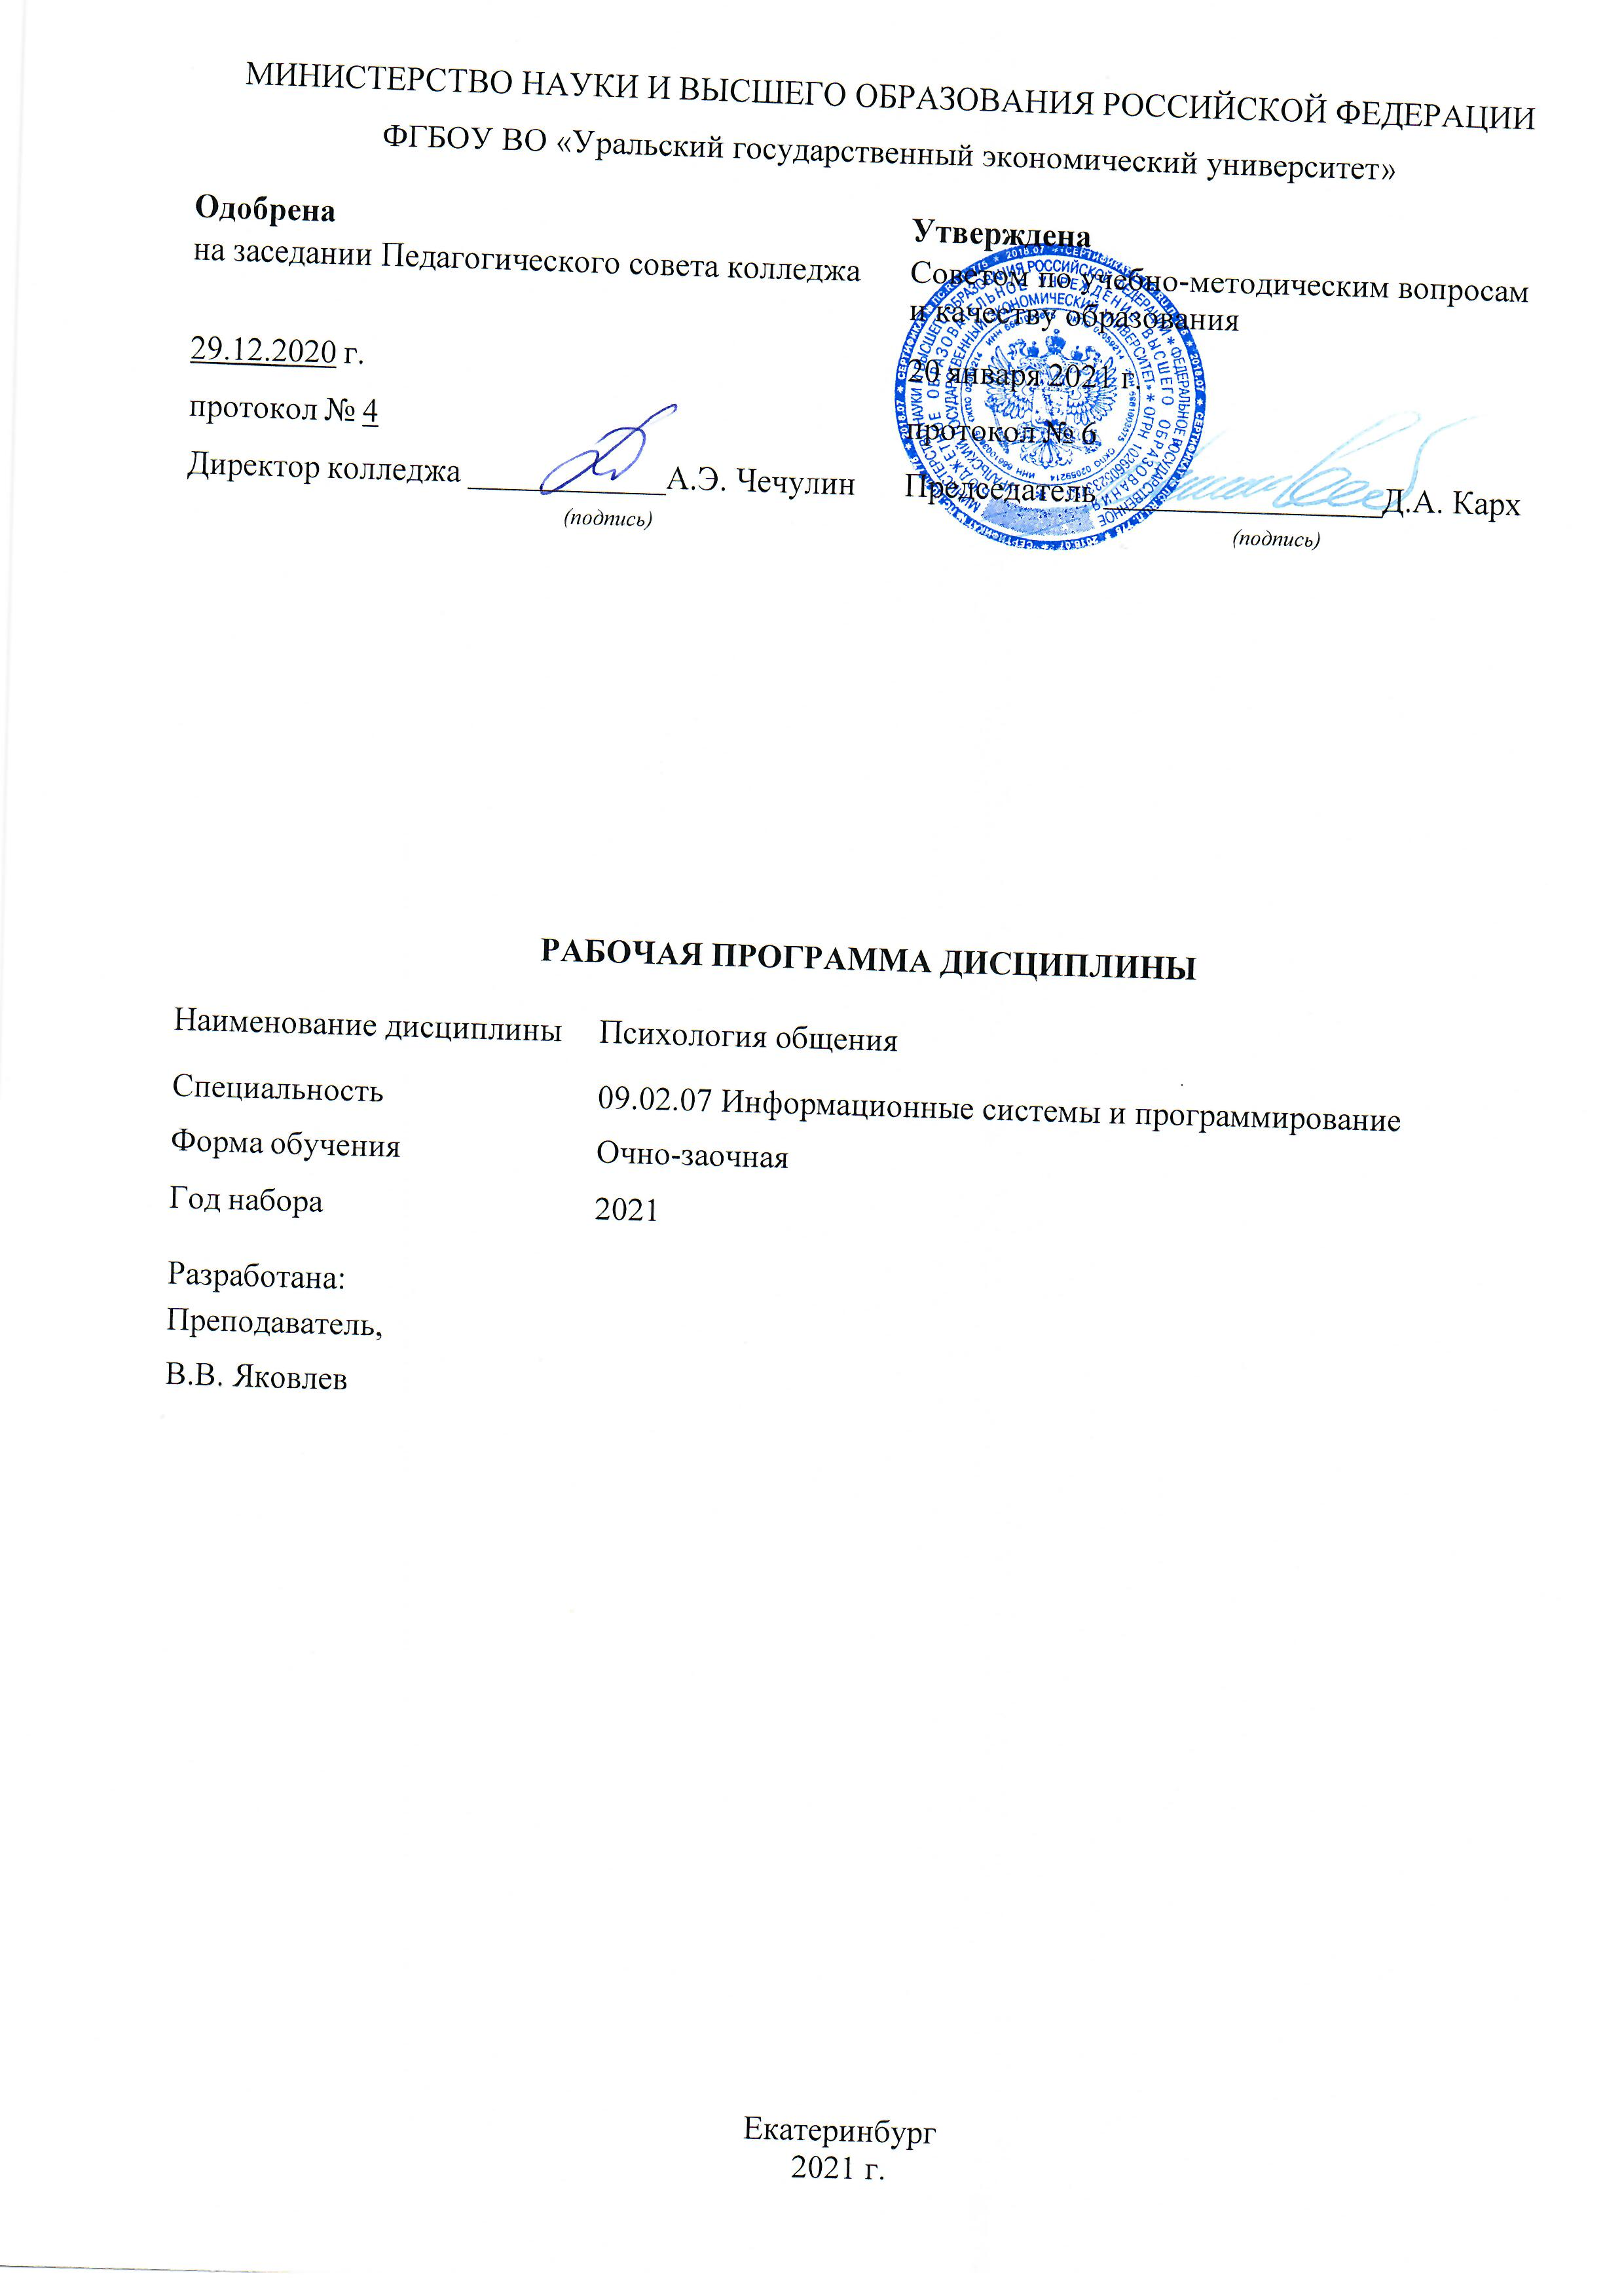 МИНИСТЕРСТВО НАУКИ И ВЫСШЕГО ОБРАЗОВАНИЯ РОССИЙСКОЙ ФЕДЕРАЦИИ
ФГБОУ ВО «Уральский государственный экономический университет»
Одобрена
на заседании Педагогического совета колледжа
29.12.2020 г.
протокол № 4
Директор колледжа ____________А.Э. Чечулин
(подпись)
Утверждена
Советом по учебно-методическим вопросам
и качеству образования
20 января 2021 г.
протокол № 6
Председатель _________________Д.А. Карх
(подпись)
РАБОЧАЯ ПРОГРАММА ДИСЦИПЛИНЫ
Наименование дисциплины Психология общения
Специальность 09.02.07 Информационные системы и программирование
Форма обучения Очно-заочная
Год набора 2021
Разработана:
Преподаватель,
В.В. Яковлев
Екатеринбург
2021 г.